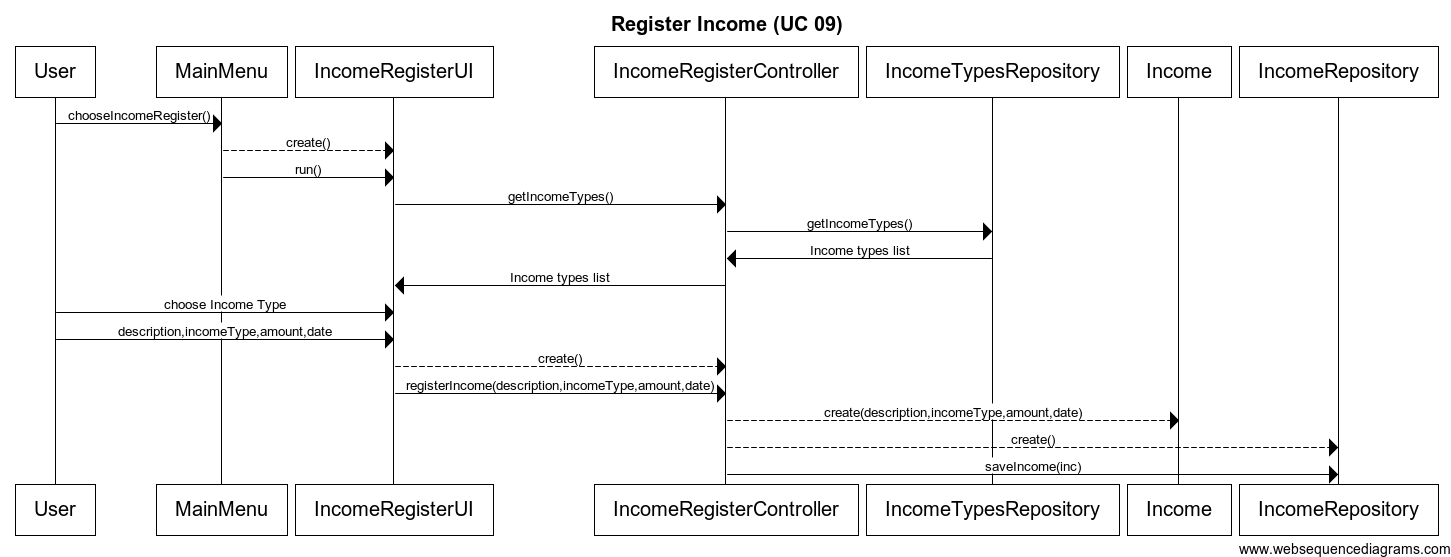 Register Income (UC 09)
User MainMenu IncomeRegisterUI IncomeRegisterController IncomeTypesRepository Income IncomeRepository
chooseIncomeRegister()
create()
run()
getIncomeTypes()
getIncomeTypes()
Income types list
Income types list
choose Income Type
description,incomeType,amount,date
create()
registerIncome(description,incomeType,amount,date)
create(description,incomeType,amount,date)
create()
saveIncome(inc)
User MainMenu IncomeRegisterUI IncomeRegisterController IncomeTypesRepository Income IncomeRepository
www.websequencediagrams.com